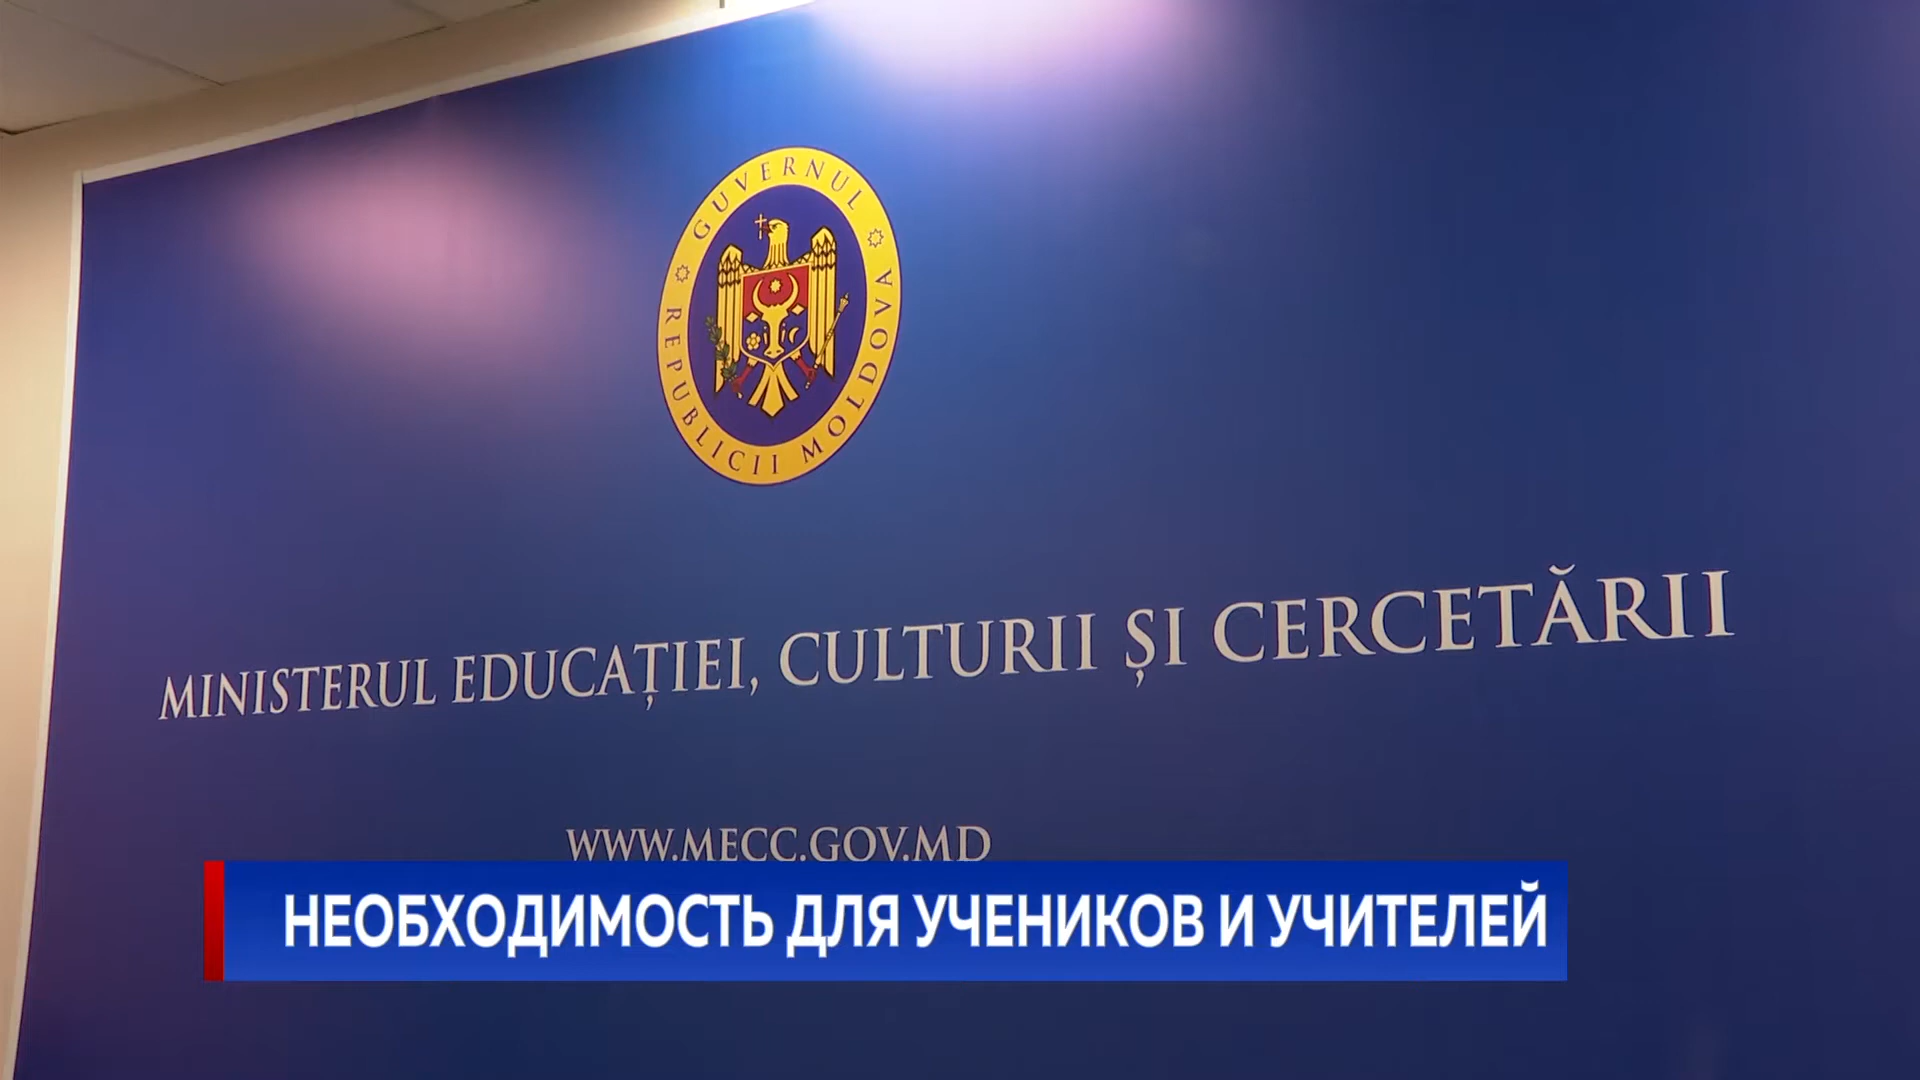 GUVERNUL
REPUBLICII MOLDOVA
MINISTERUL EDUCAȚIEI, CULTURII ȘI CERCETĂRII
WWW.MECC.GOV.MD
НЕОБХОДИМОСТЬ ДЛЯ УЧЕНИКОВ И УЧИТЕЛЕЙ